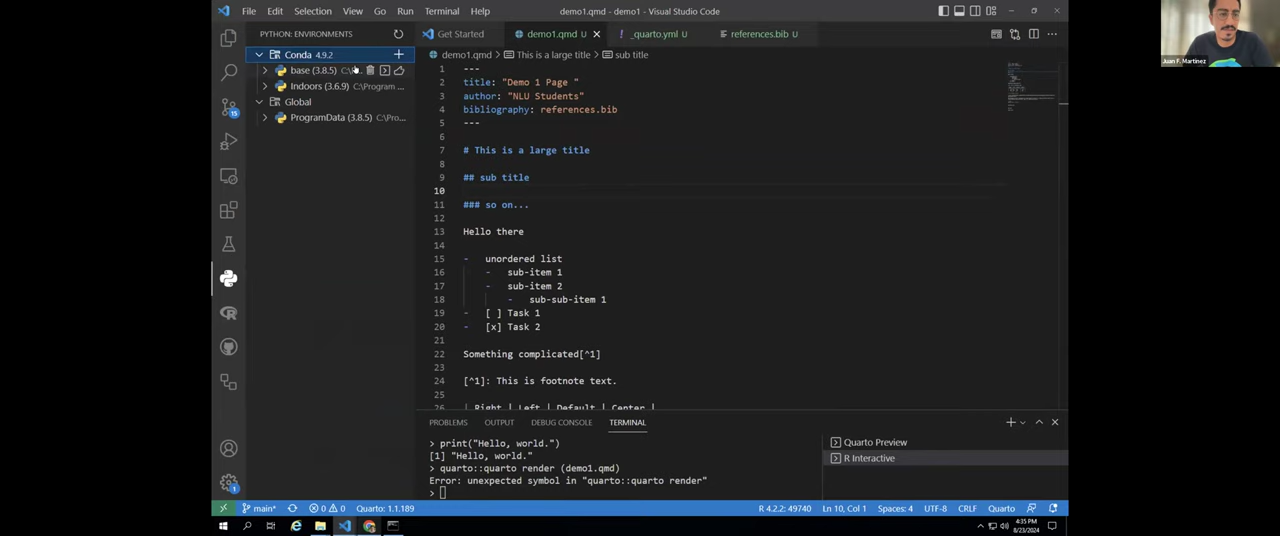 File Edit Selection View Go Run Terminal Help
demo1.qmd - demo1 - Visual Studio Code
Juan F. Martinez
PYTHON: ENVIRONMENTS
Conda 4.9.2
base (3.8.5)
Indoors (3.6.9) C:\Program ...
Global
ProgramData (3.8.5) C:\Pro...
Get Started
demo1.qmd U
_quarto.yml U
references.bib U
demo1.qmd > This is a large title > sub title
1 ---
2 title: "Demo 1 Page "
3 author: "NLU Students"
4 bibliography: references.bib
5 ---
6
7 # This is a large title
8
9 ## sub title
10
11 ### so on...
12
13 Hello there
14
15 - unordered list
16 - sub-item 1
17 - sub-item 2
18 - sub-sub-item 1
19 - [ ] Task 1
20 - [x] Task 2
21
22 Something complicated[^1]
23
24 [^1]: This is footnote text.
25
26 | Right | Left | Default | Center |
PROBLEMS OUTPUT DEBUG CONSOLE TERMINAL
> print("Hello, world.")
[1] "Hello, world."
> quarto::quarto render (demo1.qmd)
Error: unexpected symbol in "quarto::quarto render"
>
Quarto Preview
R Interactive
15
1
main* 0 0 Quarto: 1.1.189
R 4.2.2: 49740 Ln 10, Col 1 Spaces: 4 UTF-8 CRLF Quarto
4:35 PM
8/23/2024